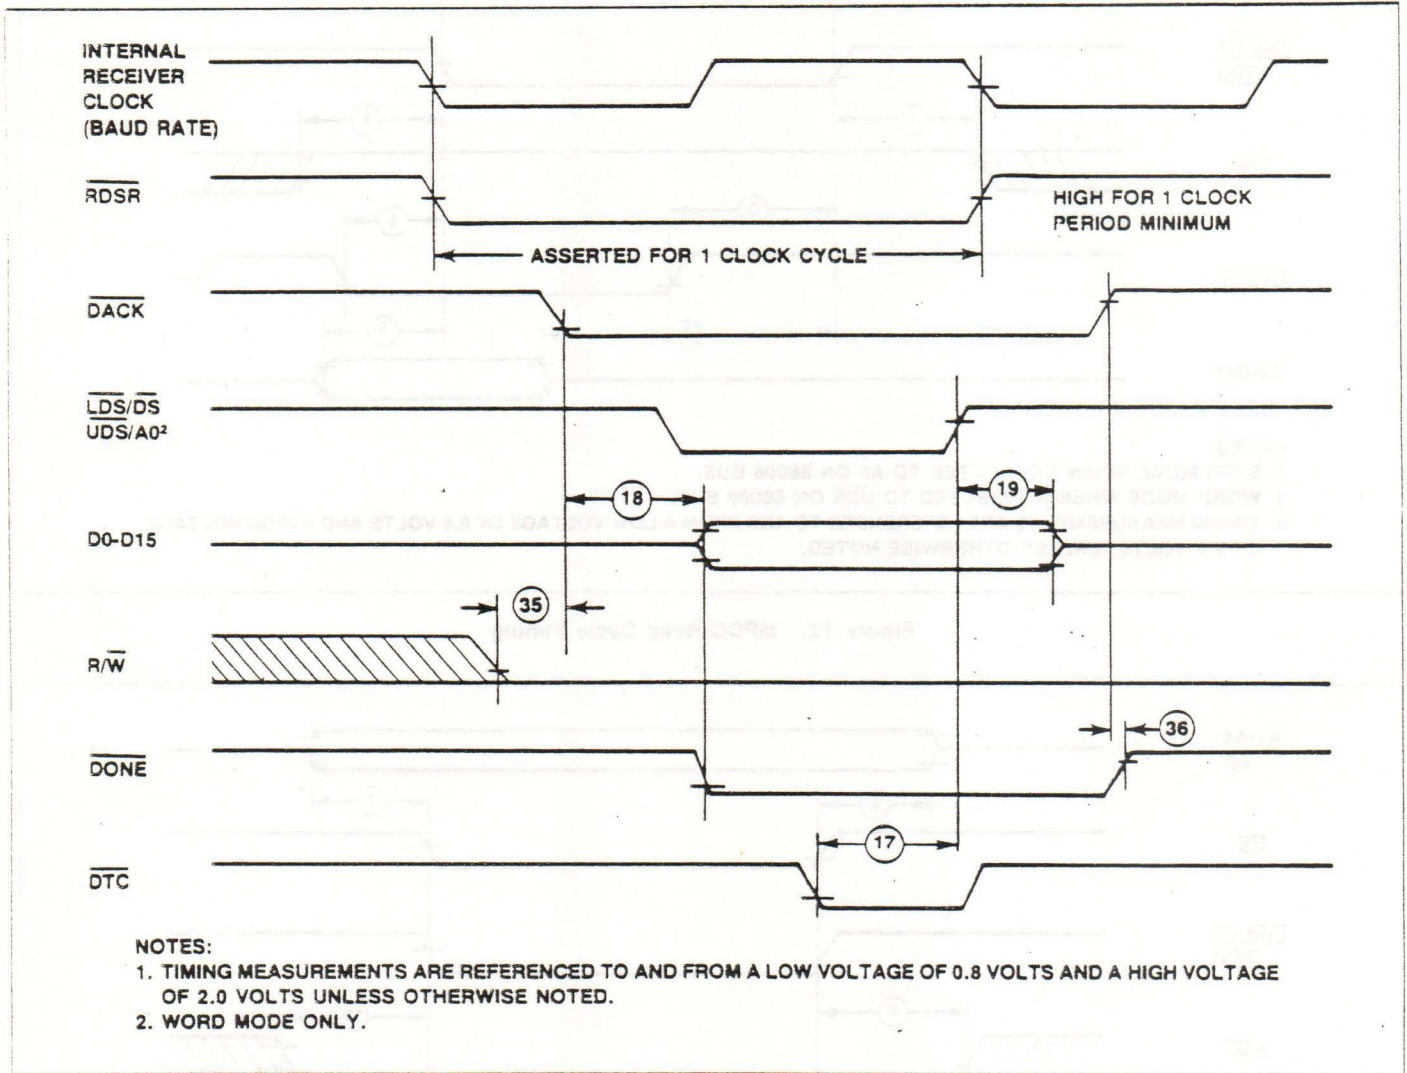 INTERNAL
RECEIVER
CLOCK
(BAUD RATE)
RDSR
HIGH FOR 1 CLOCK
PERIOD MINIMUM
ASSERTED FOR 1 CLOCK CYCLE
DACK
LDS/DS
UDS/A0²
18
19
D0-D15
35
R/W
36
DONE
17
DTC
NOTES:
1. TIMING MEASUREMENTS ARE REFERENCED TO AND FROM A LOW VOLTAGE OF 0.8 VOLTS AND A HIGH VOLTAGE
OF 2.0 VOLTS UNLESS OTHERWISE NOTED.
2. WORD MODE ONLY.